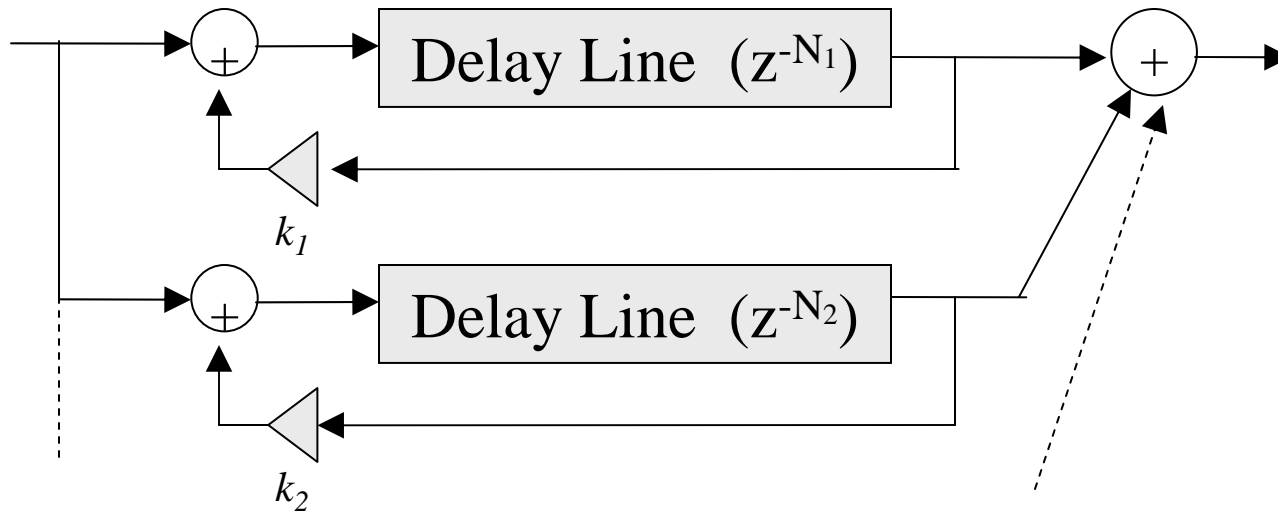 +
Delay Line (z-N1)
+
k1
+
Delay Line (z-N2)
k2